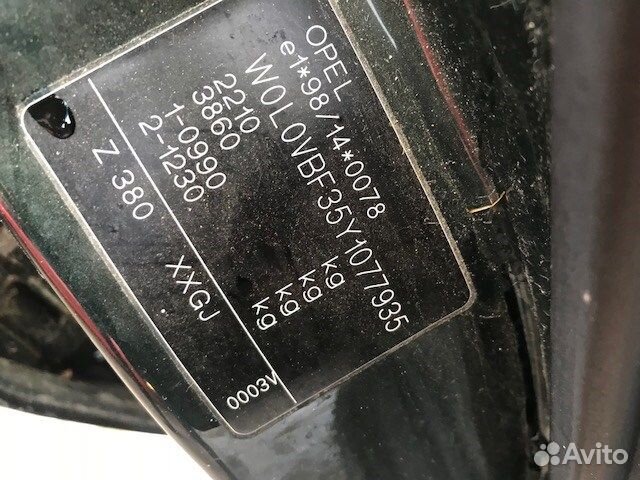 OPEL
e1*98/14*0078
W0L0VBF35Y1077935
2210 kg
3860 kg
1-0990 kg
2-1230 kg
Z 380 XXGJ
0003V
Avito